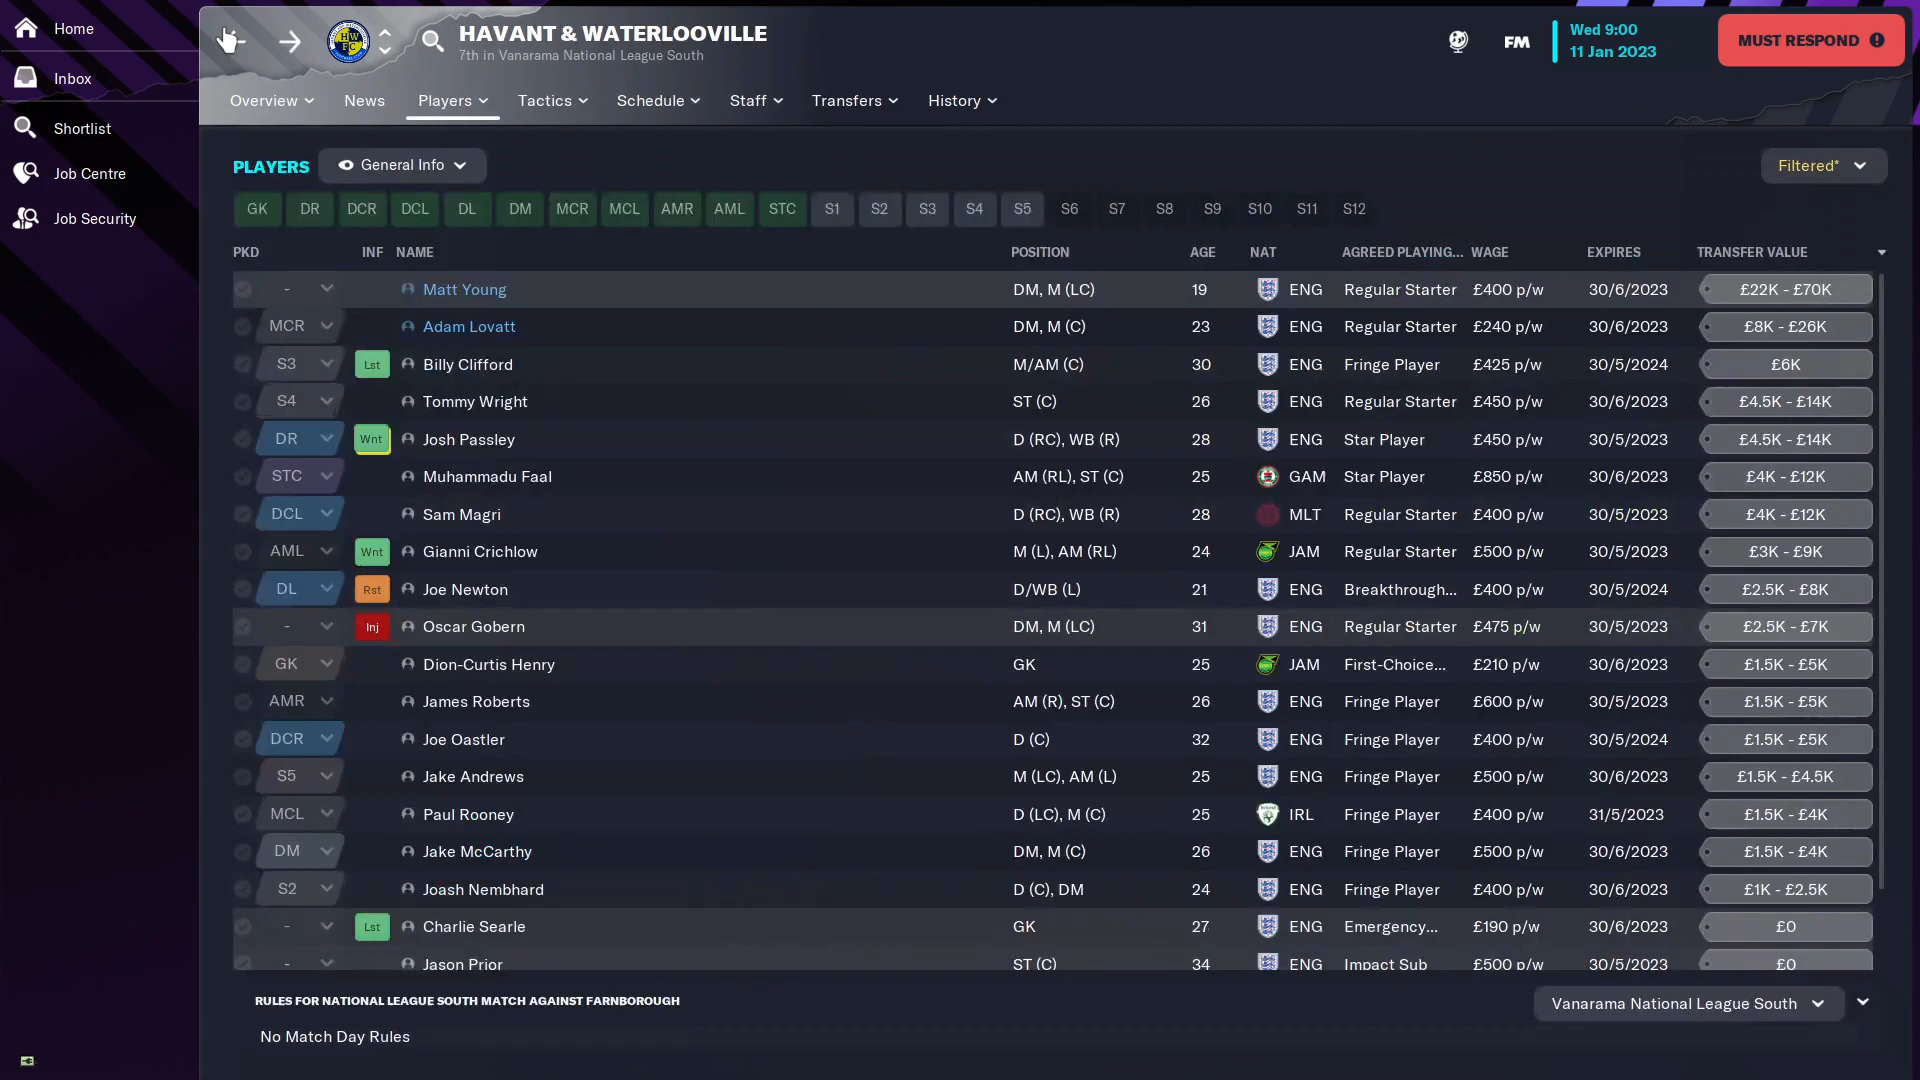 Home
Inbox
Shortlist
Job Centre
Job Security
HAVANT & WATERLOOVILLE
7th in Vanarama National League South
FM
Wed 9:00
11 Jan 2023
MUST RESPOND
Overview News Players Tactics Schedule Staff Transfers History
PLAYERS General Info Filtered*
GK DR DCR DCL DL DM MCR MCL AMR AML STC S1 S2 S3 S4 S5 S6 S7 S8 S9 S10 S11 S12
PKD INF NAME POSITION AGE NAT AGREED PLAYING... WAGE EXPIRES TRANSFER VALUE
- Matt Young DM, M (LC) 19 ENG Regular Starter £400 p/w 30/6/2023 £22K - £70K
MCR Adam Lovatt DM, M (C) 23 ENG Regular Starter £240 p/w 30/6/2023 £8K - £26K
S3 Lst Billy Clifford M/AM (C) 30 ENG Fringe Player £425 p/w 30/5/2024 £6K
S4 Tommy Wright ST (C) 26 ENG Regular Starter £450 p/w 30/6/2023 £4.5K - £14K
DR Wnt Josh Passley D (RC), WB (R) 28 ENG Star Player £450 p/w 30/5/2023 £4.5K - £14K
STC Muhammadu Faal AM (RL), ST (C) 25 GAM Star Player £850 p/w 30/6/2023 £4K - £12K
DCL Sam Magri D (RC), WB (R) 28 MLT Regular Starter £400 p/w 30/5/2023 £4K - £12K
AML Wnt Gianni Crichlow M (L), AM (RL) 24 JAM Regular Starter £500 p/w 30/5/2023 £3K - £9K
DL Rst Joe Newton D/WB (L) 21 ENG Breakthrough... £400 p/w 30/5/2024 £2.5K - £8K
- Inj Oscar Gobern DM, M (LC) 31 ENG Regular Starter £475 p/w 30/5/2023 £2.5K - £7K
GK Dion-Curtis Henry GK 25 JAM First-Choice... £210 p/w 30/6/2023 £1.5K - £5K
AMR James Roberts AM (R), ST (C) 26 ENG Fringe Player £600 p/w 30/5/2023 £1.5K - £5K
DCR Joe Oastler D (C) 32 ENG Fringe Player £400 p/w 30/5/2024 £1.5K - £5K
S5 Jake Andrews M (LC), AM (L) 25 ENG Fringe Player £500 p/w 30/6/2023 £1.5K - £4.5K
MCL Paul Rooney D (LC), M (C) 25 IRL Fringe Player £400 p/w 31/5/2023 £1.5K - £4K
DM Jake McCarthy DM, M (C) 26 ENG Fringe Player £500 p/w 30/6/2023 £1.5K - £4K
S2 Joash Nembhard D (C), DM 24 ENG Fringe Player £400 p/w 30/6/2023 £1K - £2.5K
- Lst Charlie Searle GK 27 ENG Emergency... £190 p/w 30/6/2023 £0
- Jason Prior ST (C) 34 ENG Impact Sub £500 p/w 30/5/2023 £0
RULES FOR NATIONAL LEAGUE SOUTH MATCH AGAINST FARNBOROUGH
Vanarama National League South
No Match Day Rules